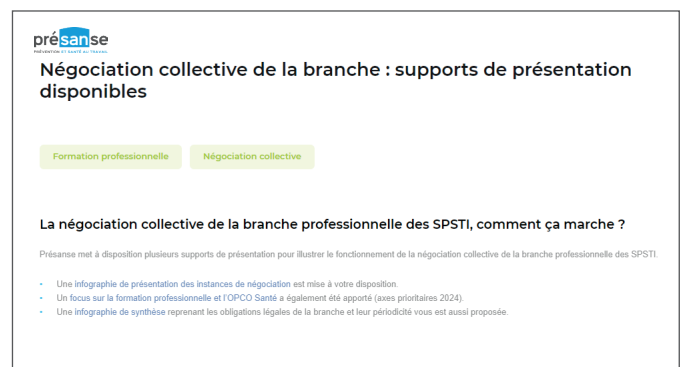 présanse
PRÉVENTION ET SANTÉ AU TRAVAIL
Négociation collective de la branche : supports de présentation
disponibles
Formation professionnelle
Négociation collective
La négociation collective de la branche professionnelle des SPSTI, comment ça marche ?
Présanse met à disposition plusieurs supports de présentation pour illustrer le fonctionnement de la négociation collective de la branche professionnelle des SPSTI.
• Une infographie de présentation des instances de négociation est mise à votre disposition.
• Un focus sur la formation professionnelle et l'OPCO Santé a également été apporté (axes prioritaires 2024).
• Une infographie de synthèse reprenant les obligations légales de la branche et leur périodicité vous est aussi proposée.